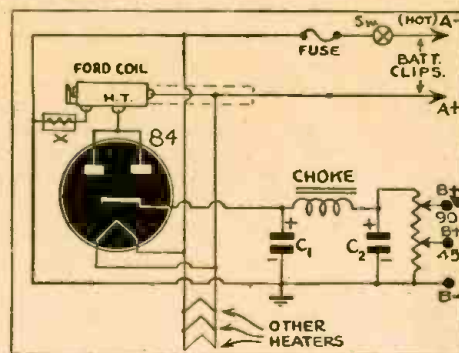 Sw. (HOT) A-
FUSE
BATT.
CLIPS.
FORD COIL
H.T.
A+
X
84
CHOKE
B+
90
+ +
C₁ C₂
B+
45
- -
B-
OTHER
HEATERS